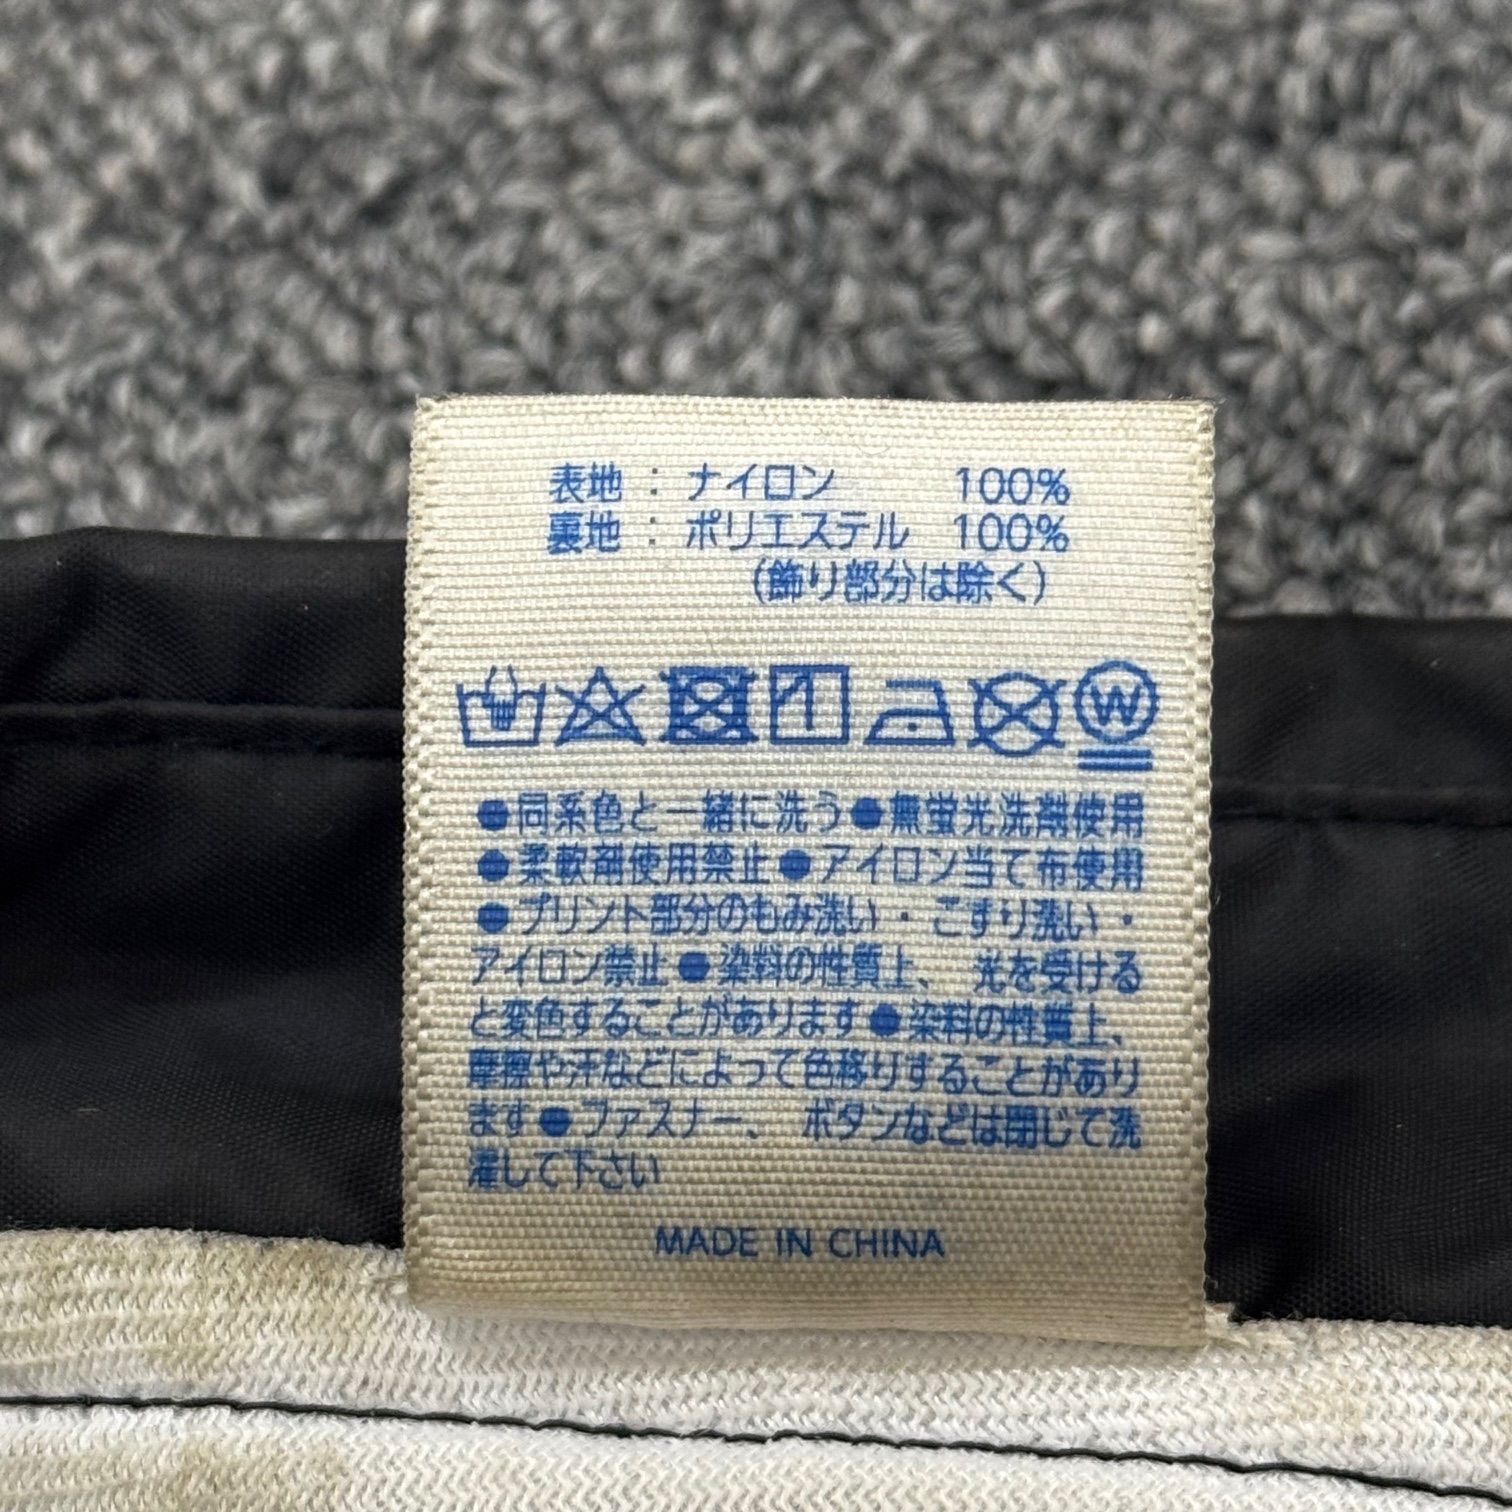 表地：ナイロン 100%
裏地：ポリエステル 100%
(飾り部分は除く)
W
●同系色と一緒に洗う●無蛍光洗剤使用
●柔軟剤使用禁止●アイロン当て布使用
●プリント部分のもみ洗い・こすり洗い・
アイロン禁止●染料の性質上、光を受ける
と変色することがあります●染料の性質上、
摩擦や汗などによって色移りすることがあり
ます●ファスナー、ボタンなどは閉じて洗
濯して下さい
MADE IN CHINA